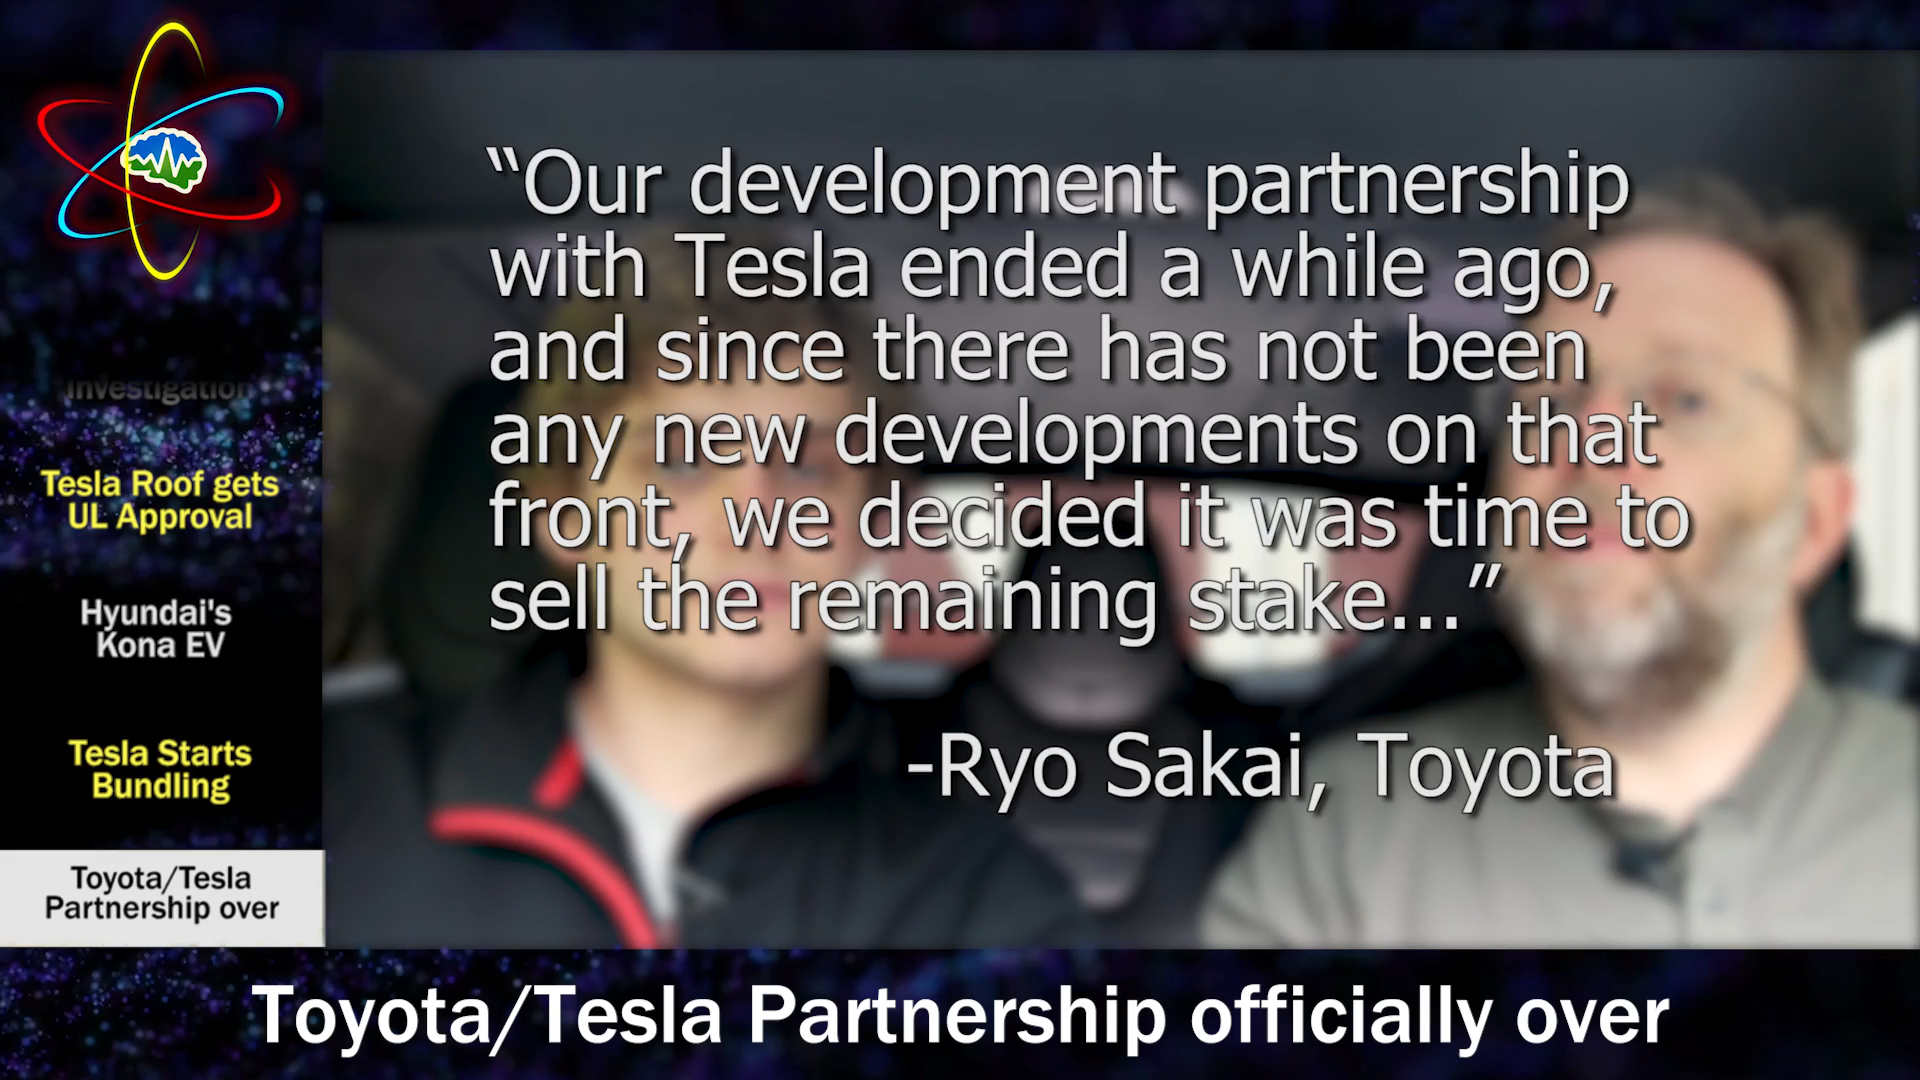 Investigation
Tesla Roof gets
UL Approval
Hyundai's
Kona EV
Tesla Starts
Bundling
Toyota/Tesla
Partnership over
“Our development partnership
with Tesla ended a while ago,
and since there has not been
any new developments on that
front, we decided it was time to
sell the remaining stake...”
-Ryo Sakai, Toyota
Toyota/Tesla Partnership officially over